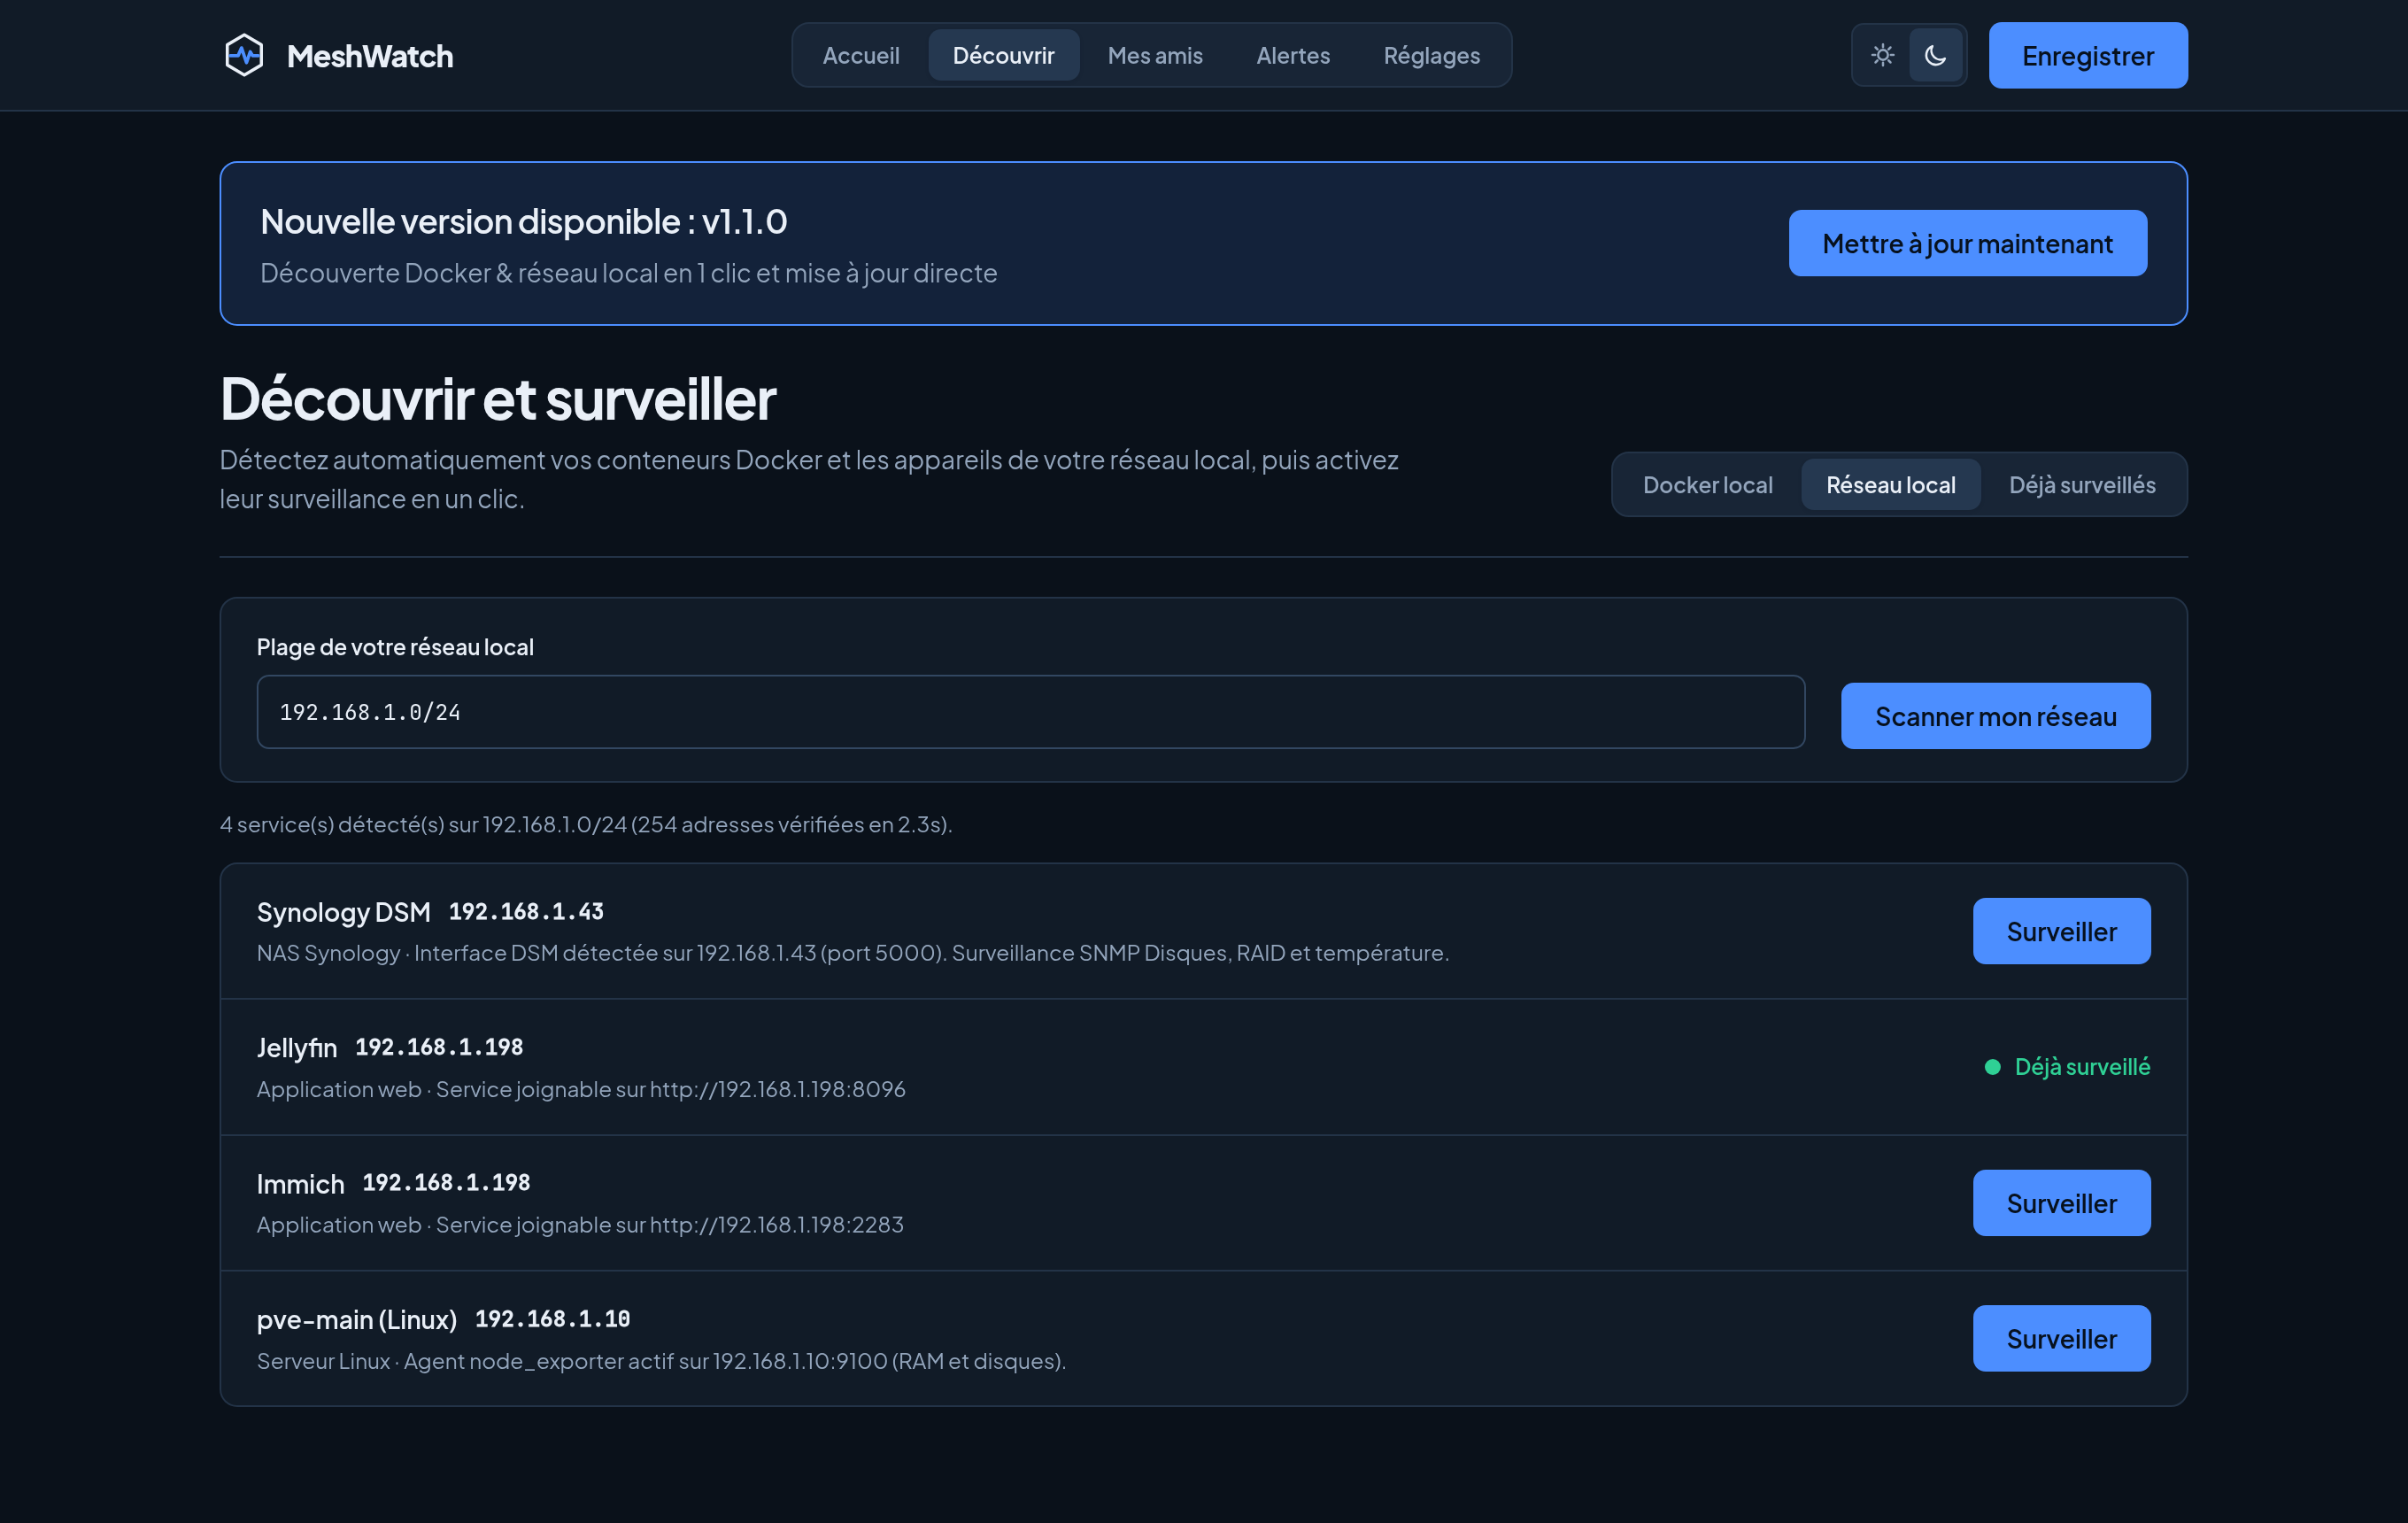 MeshWatch
Accueil
Découvrir
Mes amis
Alertes
Réglages
Enregistrer
Nouvelle version disponible : v1.1.0
Découverte Docker & réseau local en 1 clic et mise à jour directe
Mettre à jour maintenant
Découvrir et surveiller
Détectez automatiquement vos conteneurs Docker et les appareils de votre réseau local, puis activez
leur surveillance en un clic.
Docker local
Réseau local
Déjà surveillés
Plage de votre réseau local
192.168.1.0/24
Scanner mon réseau
4 service(s) détecté(s) sur 192.168.1.0/24 (254 adresses vérifiées en 2.3s).
Synology DSM 192.168.1.43
NAS Synology · Interface DSM détectée sur 192.168.1.43 (port 5000). Surveillance SNMP Disques, RAID et température.
Surveiller
Jellyfin 192.168.1.198
Application web · Service joignable sur http://192.168.1.198:8096
Déjà surveillé
Immich 192.168.1.198
Application web · Service joignable sur http://192.168.1.198:2283
Surveiller
pve-main (Linux) 192.168.1.10
Serveur Linux · Agent node_exporter actif sur 192.168.1.10:9100 (RAM et disques).
Surveiller